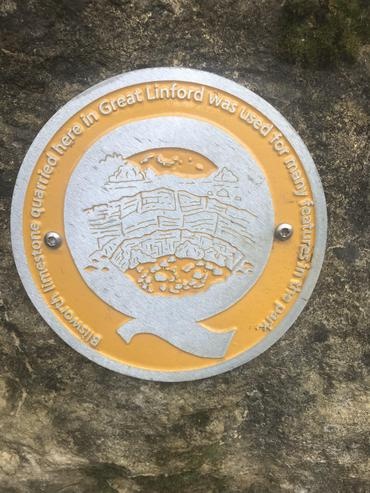 Blisworth limestone quarried here in Great Linford was used for many features in the park.
Q